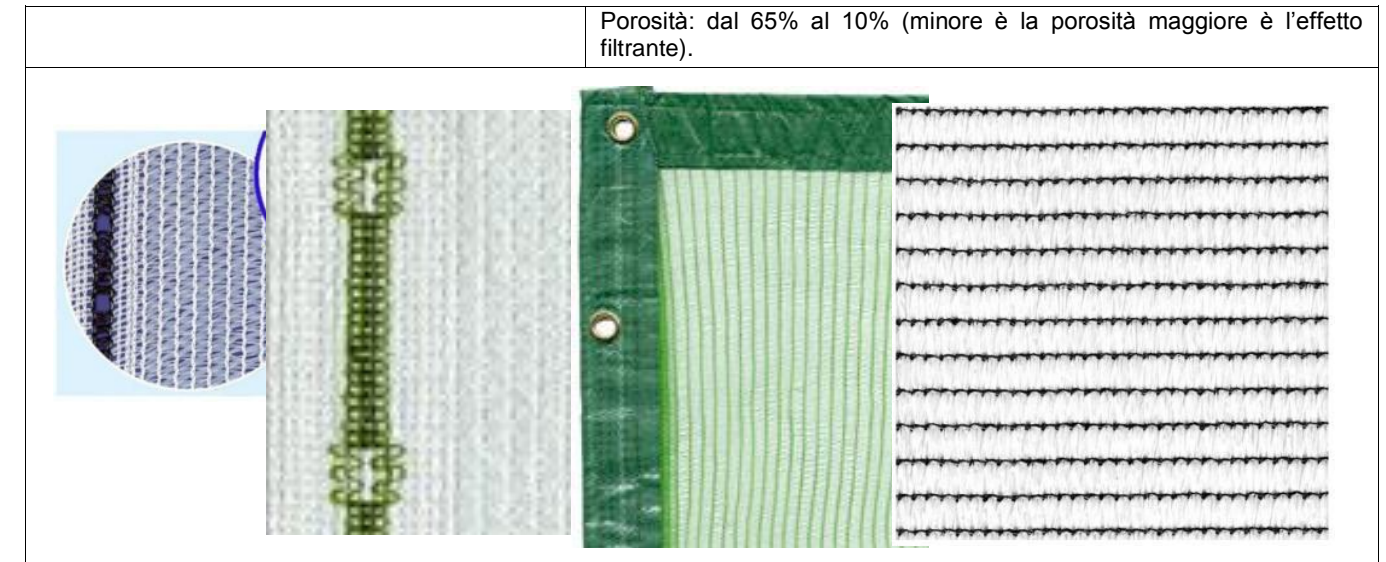 Porosità: dal 65% al 10% (minore è la porosità maggiore è l'effetto
filtrante).